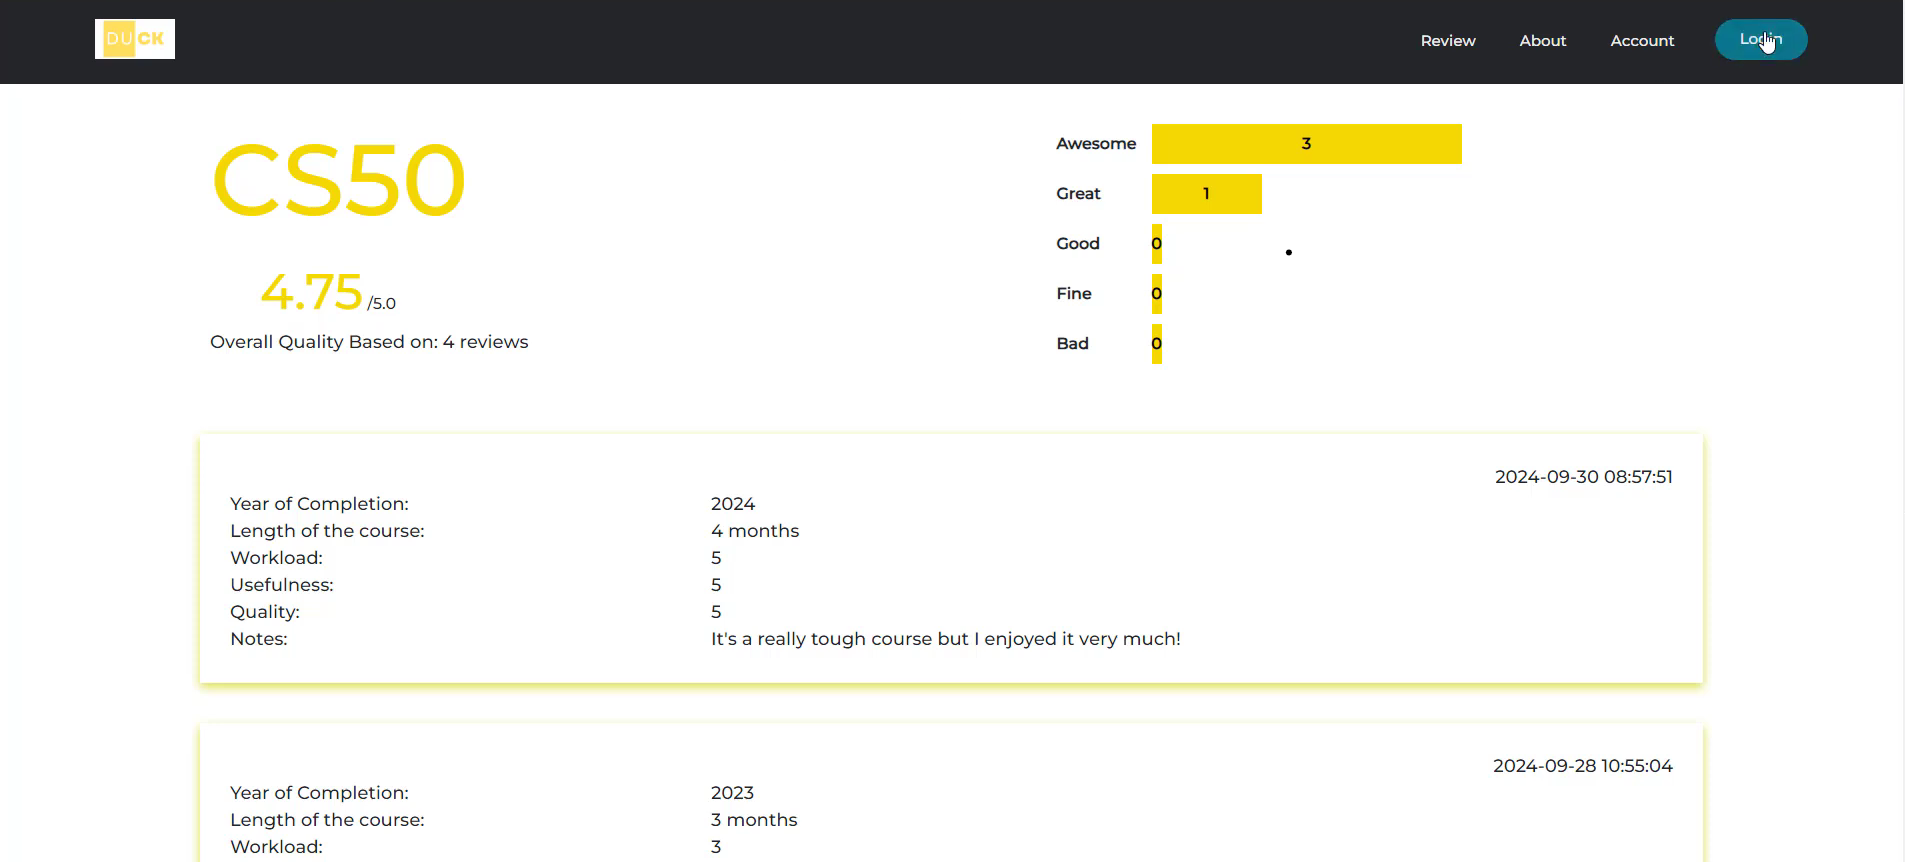 DUCK
Review About Account Login
CS50
4.75 /5.0
Overall Quality Based on: 4 reviews
Awesome 3
Great 1
Good 0
Fine 0
Bad 0
2024-09-30 08:57:51
Year of Completion: 2024
Length of the course: 4 months
Workload: 5
Usefulness: 5
Quality: 5
Notes: It's a really tough course but I enjoyed it very much!
2024-09-28 10:55:04
Year of Completion: 2023
Length of the course: 3 months
Workload: 3